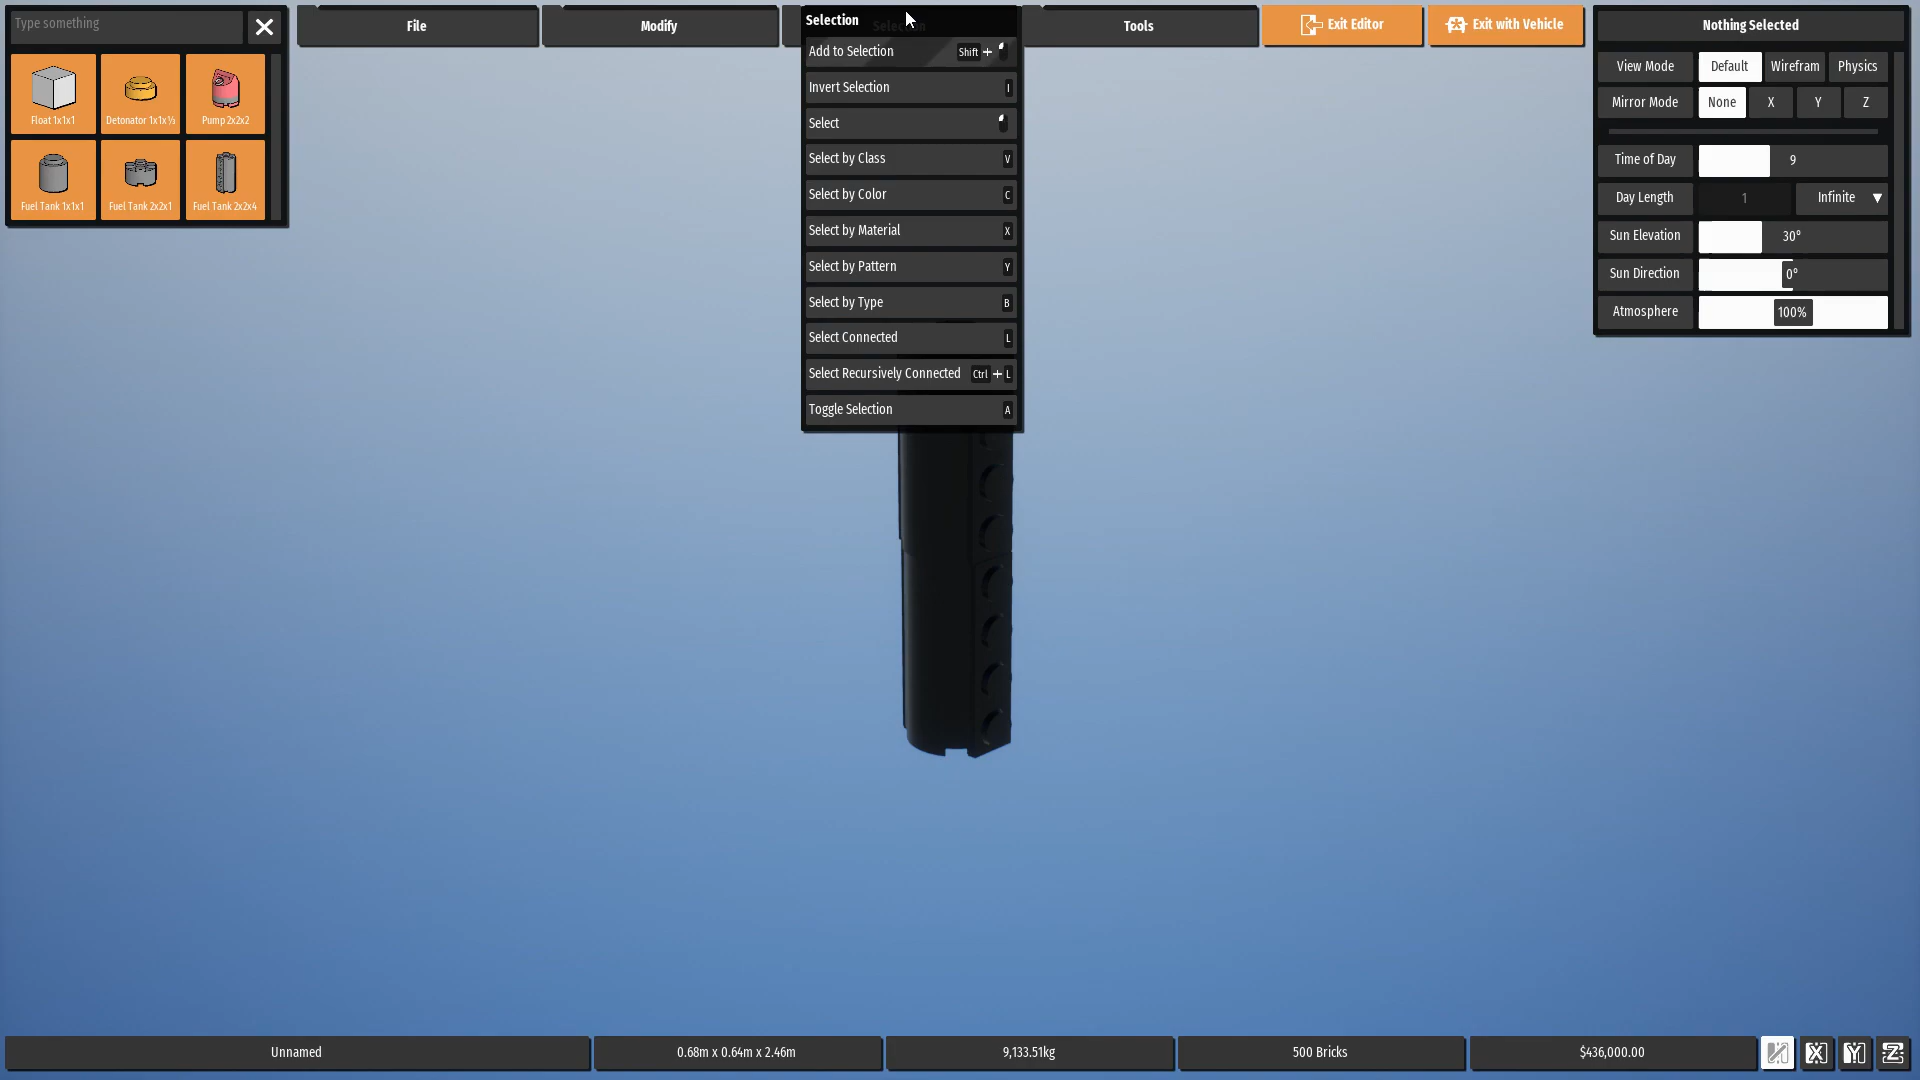 Type something
Float 1x1x1
Detonator 1x1x⅓
Pump 2x2x2
Fuel Tank 1x1x1
Fuel Tank 2x2x1
Fuel Tank 2x2x4
File
Modify
Selection
Selection
Add to Selection Shift +
Invert Selection I
Select
Select by Class V
Select by Color C
Select by Material X
Select by Pattern Y
Select by Type B
Select Connected L
Select Recursively Connected Ctrl + L
Toggle Selection A
Tools
Exit Editor
Exit with Vehicle
Nothing Selected
View Mode Default Wirefram Physics
Mirror Mode None X Y Z
Time of Day 9
Day Length 1 Infinite
Sun Elevation 30°
Sun Direction 0°
Atmosphere 100%
Unnamed
0.68m x 0.64m x 2.46m
9,133.51kg
500 Bricks
$436,000.00
X
Y
Z